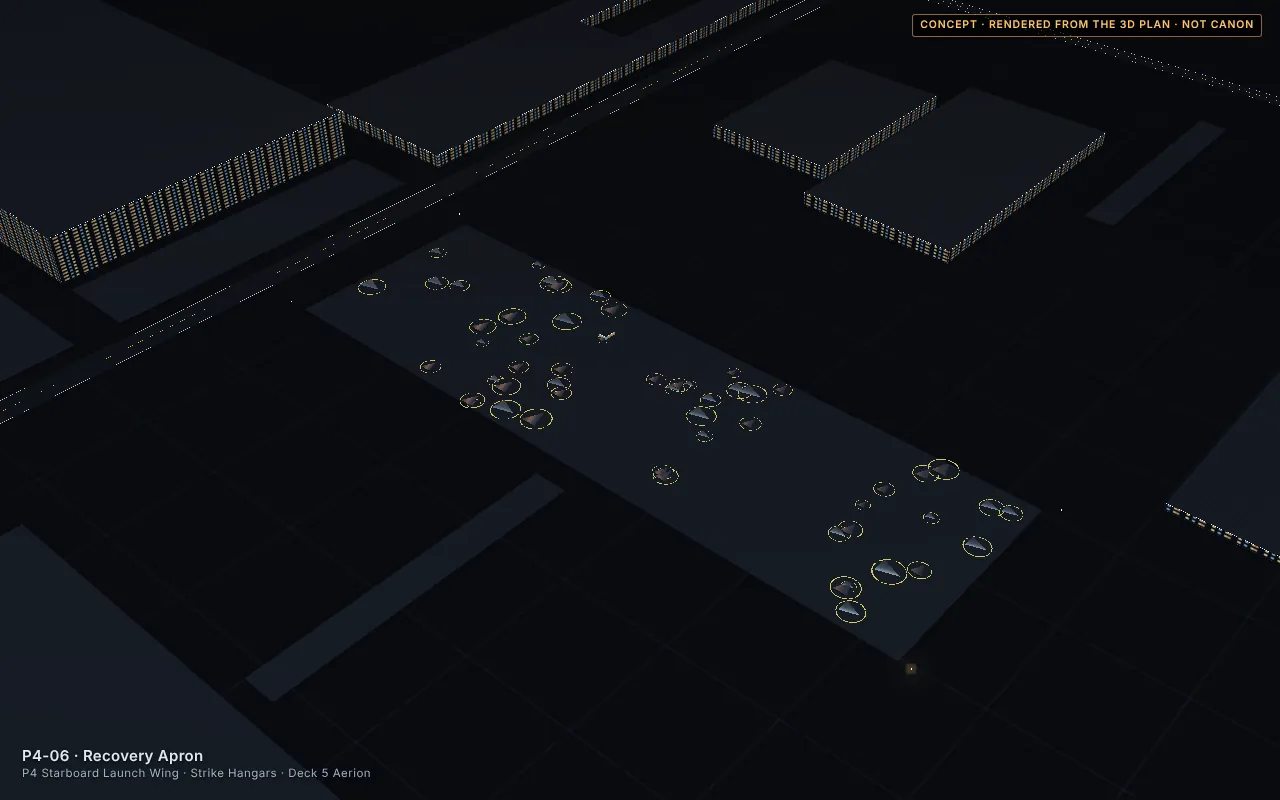 CONCEPT · RENDERED FROM THE 3D PLAN · NOT CANON
P4-06 · Recovery Apron
P4 Starboard Launch Wing · Strike Hangars · Deck 5 Aerion